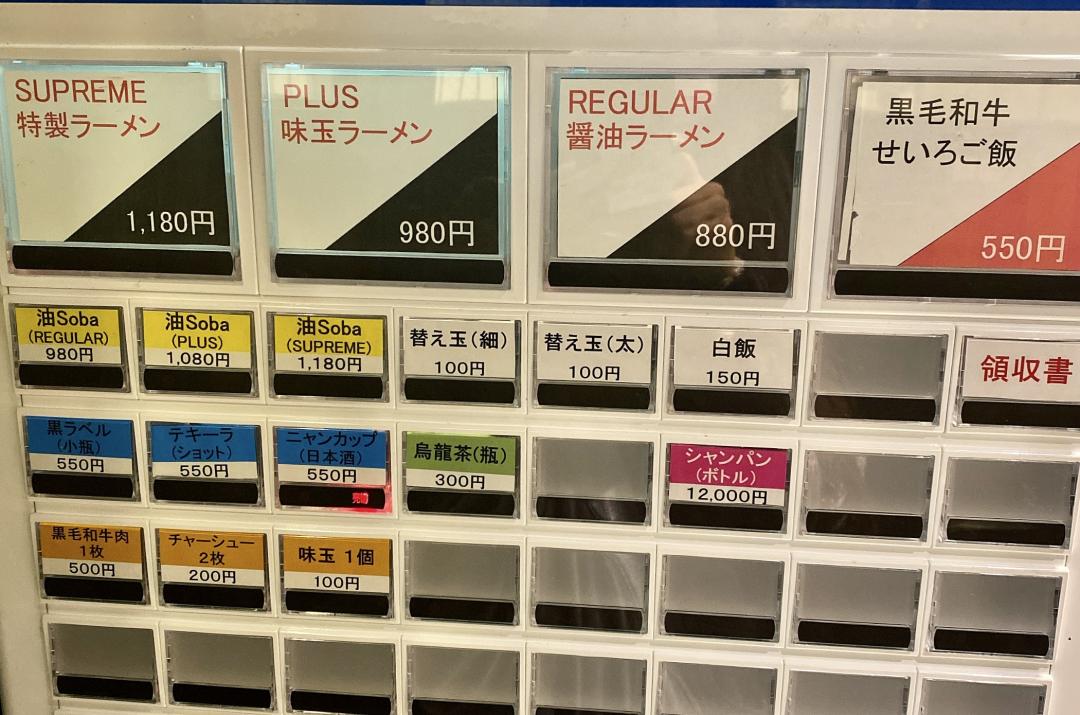 SUPREME
特製ラーメン
1,180円
PLUS
味玉ラーメン
980円
REGULAR
醤油ラーメン
880円
黒毛和牛
せいろご飯
550円
油Soba
(REGULAR)
980円
油Soba
(PLUS)
1,080円
油Soba
(SUPREME)
1,180円
替え玉(細)
100円
替え玉(太)
100円
白飯
150円
領収書
黒ラベル
(小瓶)
550円
テキーラ
(ショット)
550円
ニャンカップ
(日本酒)
550円
売切
烏龍茶(瓶)
300円
シャンパン
(ボトル)
12,000円
黒毛和牛肉
1枚
500円
チャーシュー
2枚
200円
味玉 1個
100円